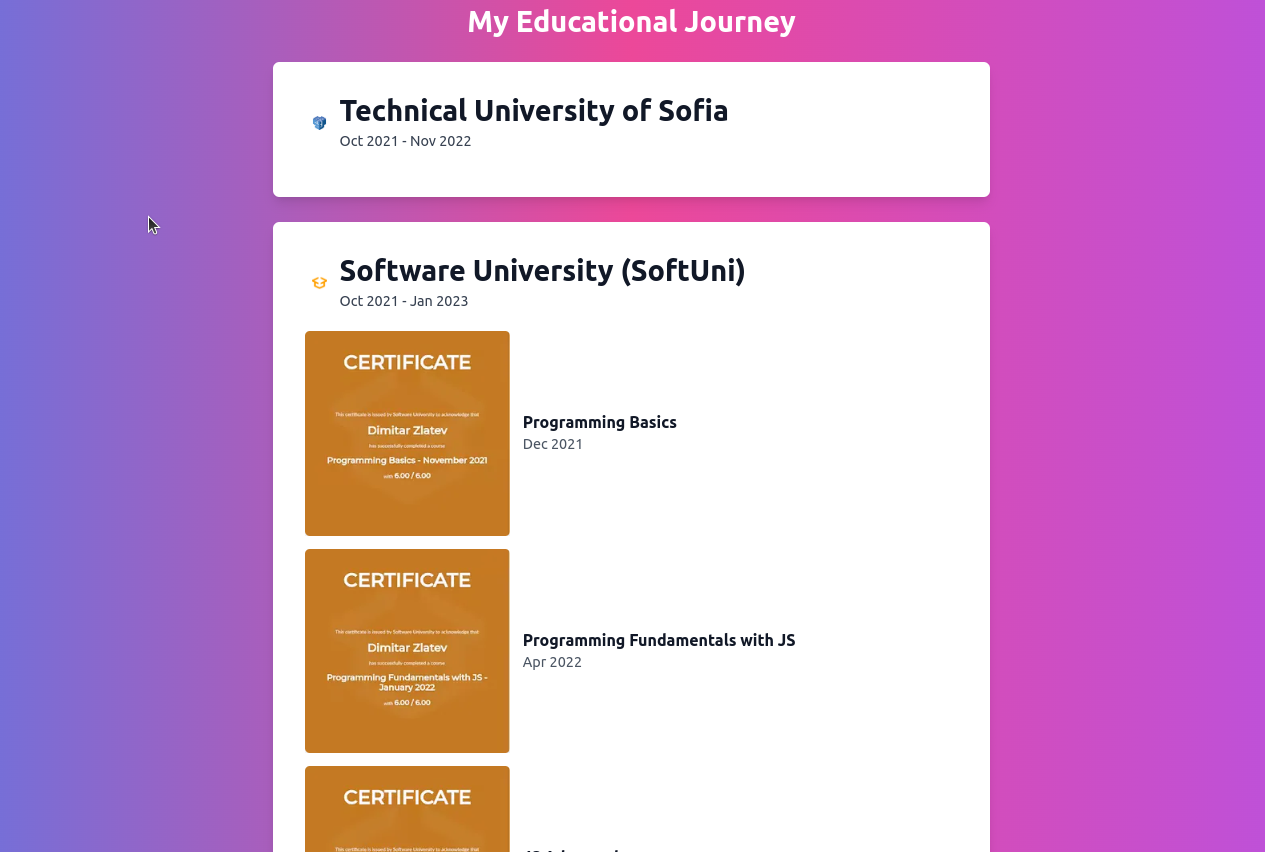 My Educational Journey
Technical University of Sofia
Oct 2021 - Nov 2022
Software University (SoftUni)
Oct 2021 - Jan 2023
CERTIFICATE
This certificate is issued by Software University to acknowledge that
Dimitar Zlatev
has successfully completed a course
Programming Basics - November 2021
with 6.00 / 6.00
Programming Basics
Dec 2021
CERTIFICATE
This certificate is issued by Software University to acknowledge that
Dimitar Zlatev
has successfully completed a course
Programming Fundamentals with JS -
January 2022
with 6.00 / 6.00
Programming Fundamentals with JS
Apr 2022
CERTIFICATE
This certificate is issued by Software University to acknowledge that